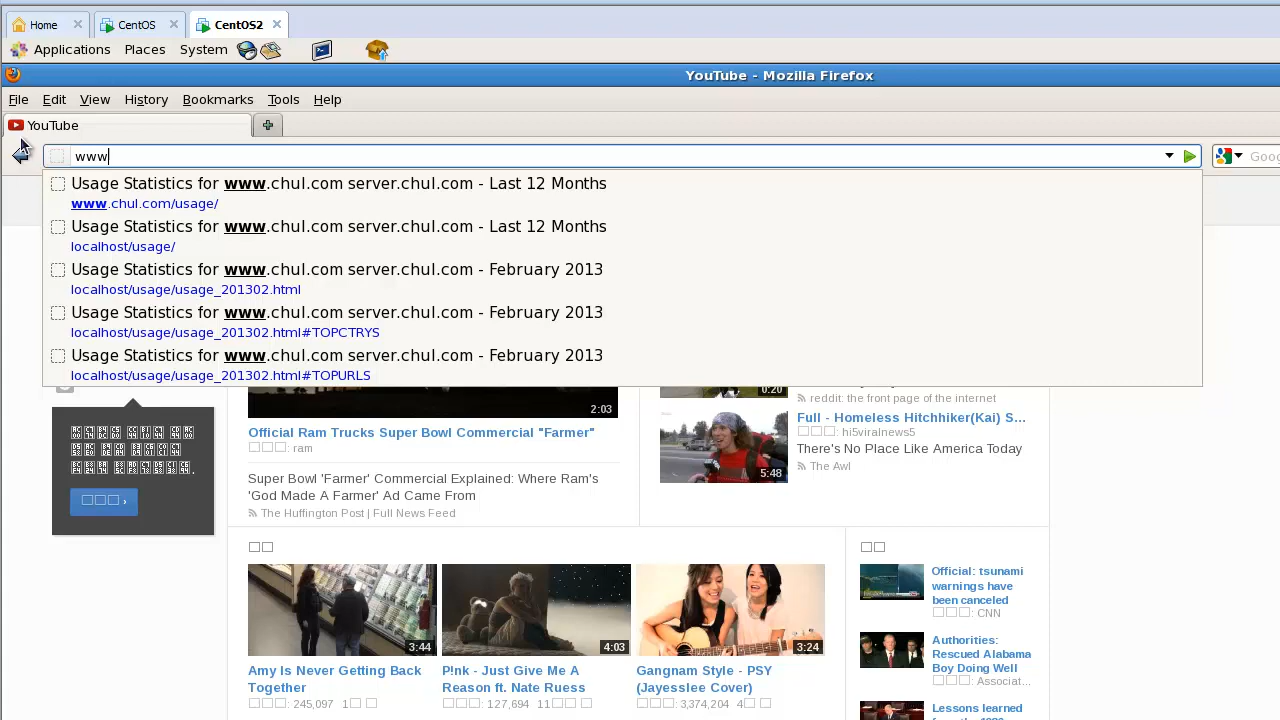 Home
CentOS
CentOS2
Applications Places System
YouTube - Mozilla Firefox
File Edit View History Bookmarks Tools Help
YouTube
www
Goog
Usage Statistics for www.chul.com server.chul.com - Last 12 Months
www.chul.com/usage/
Usage Statistics for www.chul.com server.chul.com - Last 12 Months
localhost/usage/
Usage Statistics for www.chul.com server.chul.com - February 2013
localhost/usage/usage_201302.html
Usage Statistics for www.chul.com server.chul.com - February 2013
localhost/usage/usage_201302.html#TOPCTRYS
Usage Statistics for www.chul.com server.chul.com - February 2013
localhost/usage/usage_201302.html#TOPURLS
2:03
Official Ram Trucks Super Bowl Commercial "Farmer"
□□□: ram
Super Bowl 'Farmer' Commercial Explained: Where Ram's
'God Made A Farmer' Ad Came From
The Huffington Post | Full News Feed
0:20
reddit: the front page of the internet
5:48
Full - Homeless Hitchhiker(Kai) S...
□□□: hi5viralnews5
There's No Place Like America Today
The Awl
□□□ ›
□□
3:44
Amy Is Never Getting Back
Together
□□□: 245,097 1□ □
4:03
P!nk - Just Give Me A
Reason ft. Nate Ruess
□□□: 127,694 11□□ □
3:24
Gangnam Style - PSY
(Jayesslee Cover)
□□□: 3,374,204 4□ □
□□
Official: tsunami
warnings have
been canceled
□□□: CNN
Authorities:
Rescued Alabama
Boy Doing Well
□□□: Associat...
Lessons learned